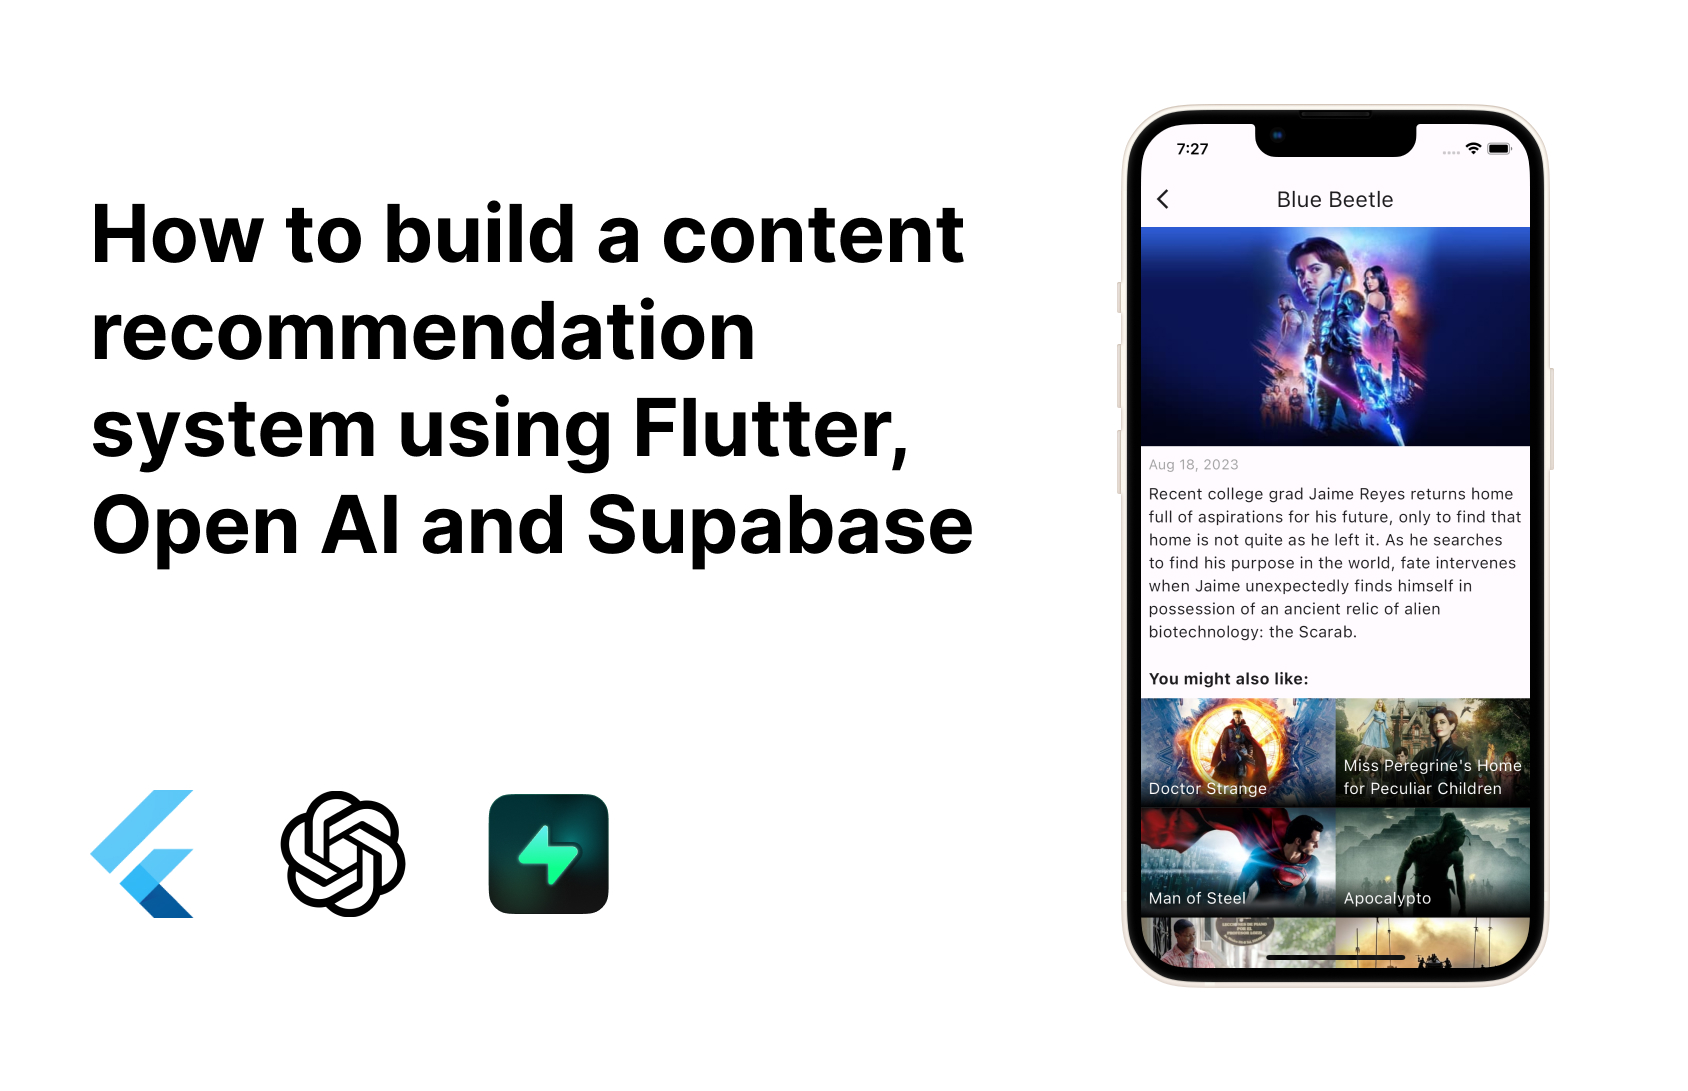 How to build a content
recommendation
system using Flutter,
Open AI and Supabase
7:27
Blue Beetle
Aug 18, 2023
Recent college grad Jaime Reyes returns home
full of aspirations for his future, only to find that
home is not quite as he left it. As he searches
to find his purpose in the world, fate intervenes
when Jaime unexpectedly finds himself in
possession of an ancient relic of alien
biotechnology: the Scarab.
You might also like:
Doctor Strange
Miss Peregrine's Home
for Peculiar Children
Man of Steel
Apocalypto